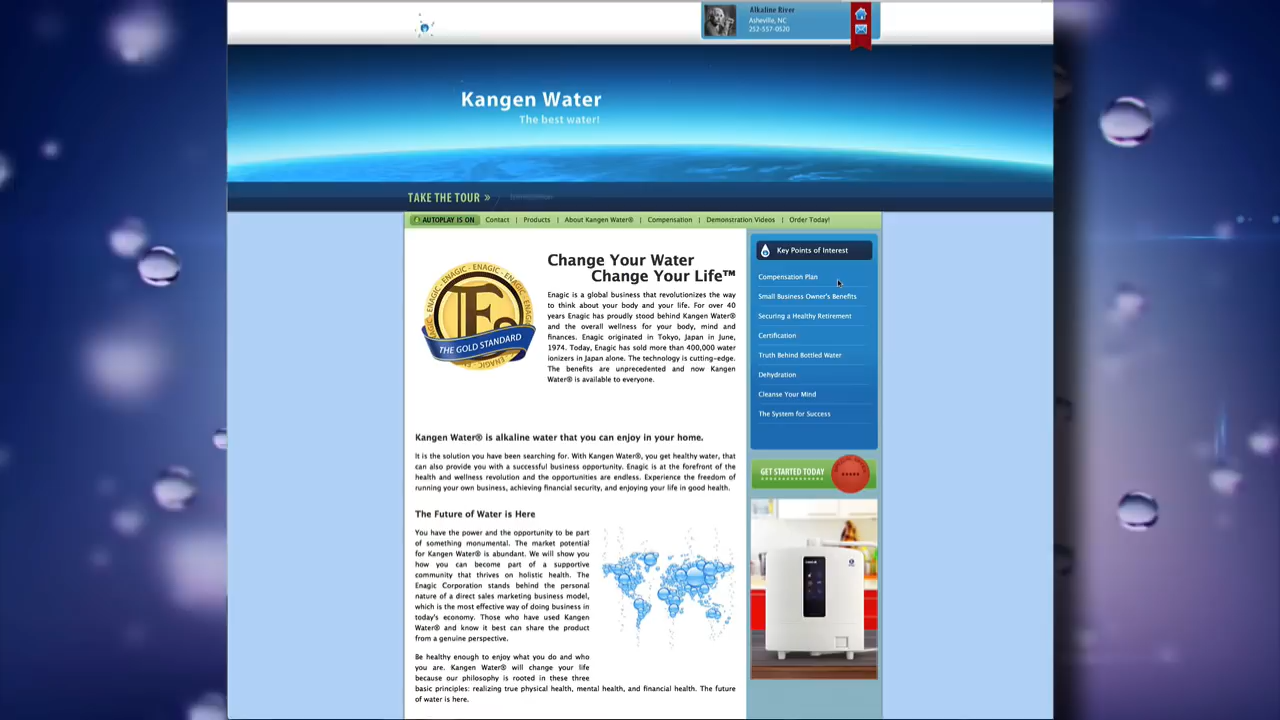 Alkaline River
Asheville, NC
252-557-0520
Kangen Water
The best water!
TAKE THE TOUR »
AUTOPLAY IS ON
Contact | Products | About Kangen Water® | Compensation | Demonstration Videos | Order Today!
Change Your Water
Change Your Life™
Enagic is a global business that revolutionizes the way
to think about your body and your life. For over 40
years Enagic has proudly stood behind Kangen Water®
and the overall wellness for your body, mind and
finances. Enagic originated in Tokyo, Japan in June,
1974. Today, Enagic has sold more than 400,000 water
ionizers in Japan alone. The technology is cutting-edge.
The benefits are unprecedented and now Kangen
Water® is available to everyone.
ENAGIC - ENAGIC - ENAGIC
THE GOLD STANDARD
Kangen Water® is alkaline water that you can enjoy in your home.
It is the solution you have been searching for. With Kangen Water®, you get healthy water, that
can also provide you with a successful business opportunity. Enagic is at the forefront of the
health and wellness revolution and the opportunities are endless. Experience the freedom of
running your own business, achieving financial security, and enjoying your life in good health.
The Future of Water is Here
You have the power and the opportunity to be part
of something monumental. The market potential
for Kangen Water® is abundant. We will show you
how you can become part of a supportive
community that thrives on holistic health. The
Enagic Corporation stands behind the personal
nature of a direct sales marketing business model,
which is the most effective way of doing business in
today's economy. Those who have used Kangen
Water® and know it best can share the product
from a genuine perspective.
Be healthy enough to enjoy what you do and who
you are. Kangen Water® will change your life
because our philosophy is rooted in these three
basic principles: realizing true physical health, mental health, and financial health. The future
of water is here.
Key Points of Interest
Compensation Plan
Small Business Owner's Benefits
Securing a Healthy Retirement
Certification
Truth Behind Bottled Water
Dehydration
Cleanse Your Mind
The System for Success
GET STARTED TODAY